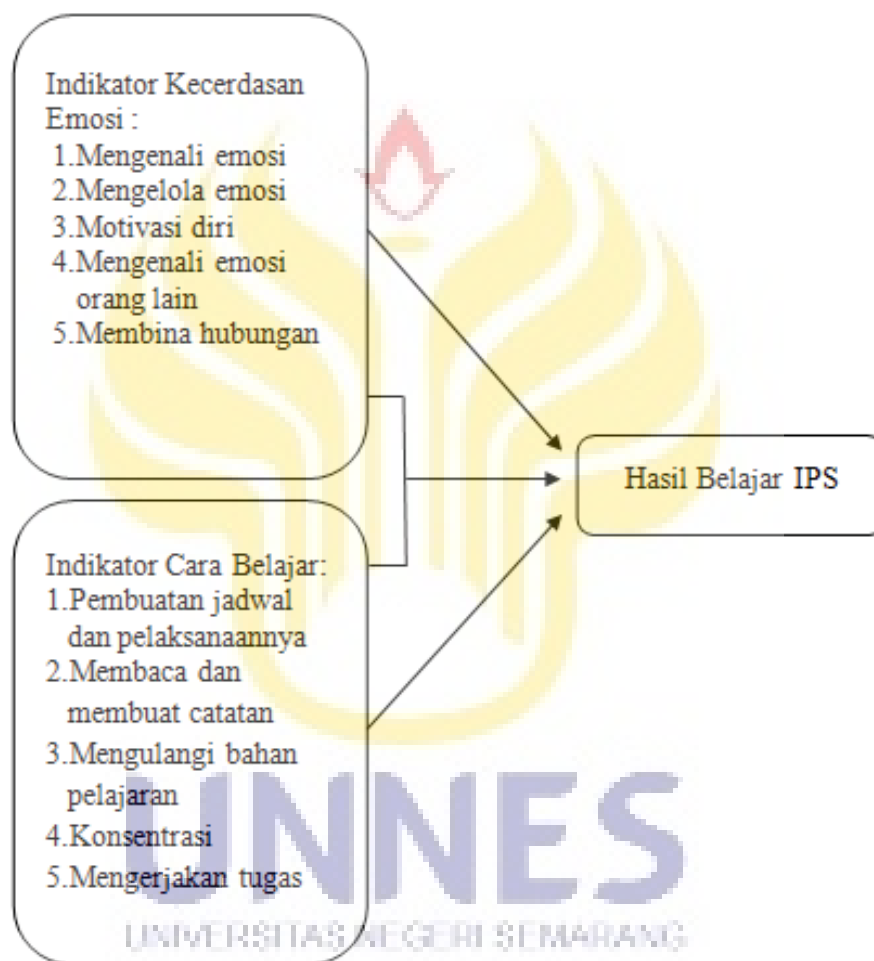 Indikator Kecerdasan
Emosi :
1.Mengenali emosi
2.Mengelola emosi
3.Motivasi diri
4.Mengenali emosi
orang lain
5.Membina hubungan
Hasil Belajar IPS
Indikator Cara Belajar:
1.Pembuatan jadwal
dan pelaksanaannya
2.Membaca dan
membuat catatan
3.Mengulangi bahan
pelajaran
4.Konsentrasi
5.Mengerjakan tugas
UNNES
UNIVERSITAS NEGERI SEMARANG